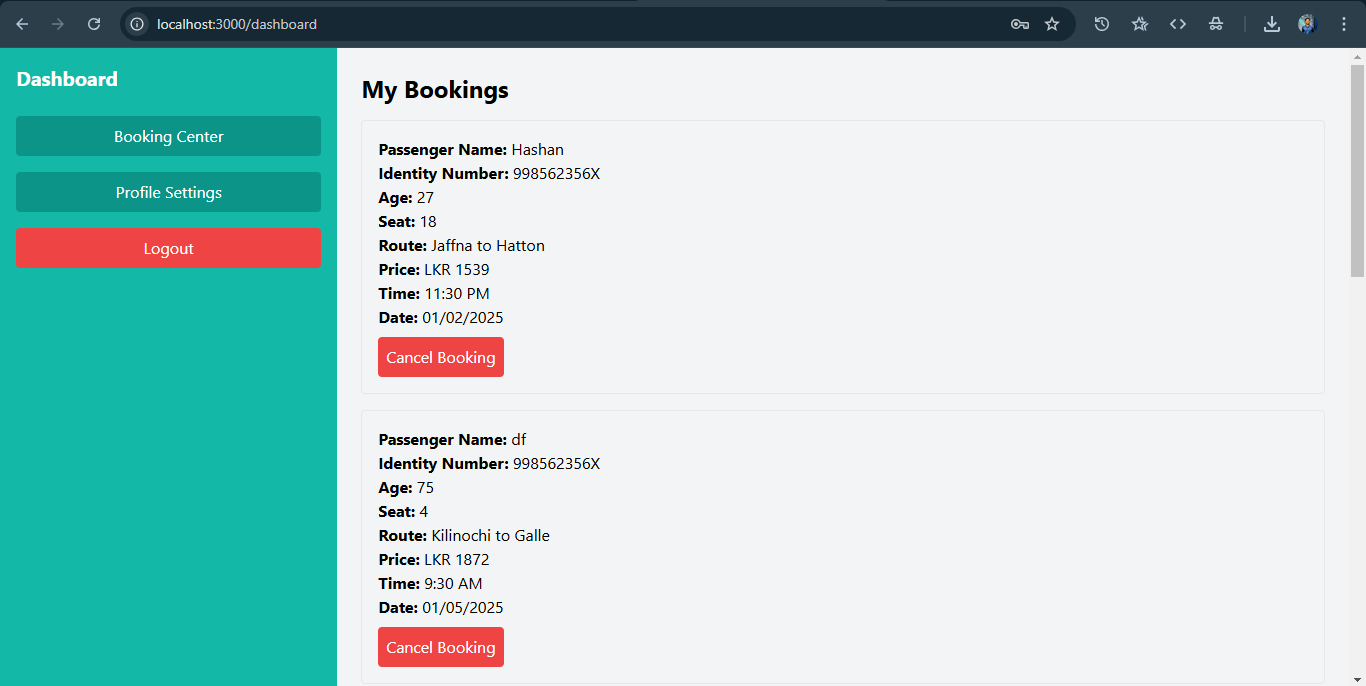 localhost:3000/dashboard
Dashboard
Booking Center
Profile Settings
Logout
My Bookings
Passenger Name: Hashan
Identity Number: 998562356X
Age: 27
Seat: 18
Route: Jaffna to Hatton
Price: LKR 1539
Time: 11:30 PM
Date: 01/02/2025
Cancel Booking
Passenger Name: df
Identity Number: 998562356X
Age: 75
Seat: 4
Route: Kilinochi to Galle
Price: LKR 1872
Time: 9:30 AM
Date: 01/05/2025
Cancel Booking